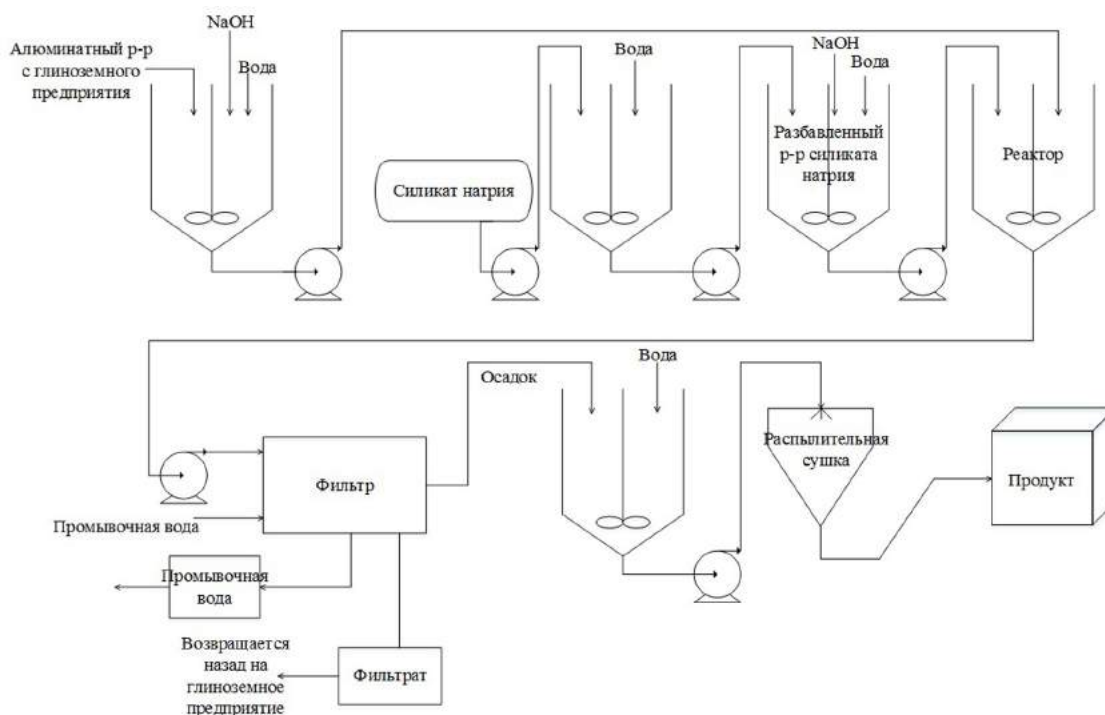 NaOH
Алюминатный р-р
с глиноземного
предприятия
Вода
Вода
NaOH
Вода
Силикат натрия
Разбавленный
р-р силиката
натрия
Реактор
Осадок
Вода
Фильтр
Распылительная
сушка
Продукт
Промывочная вода
Промывочная
вода
Возвращается
назад на
глиноземное
предприятие
Фильтрат